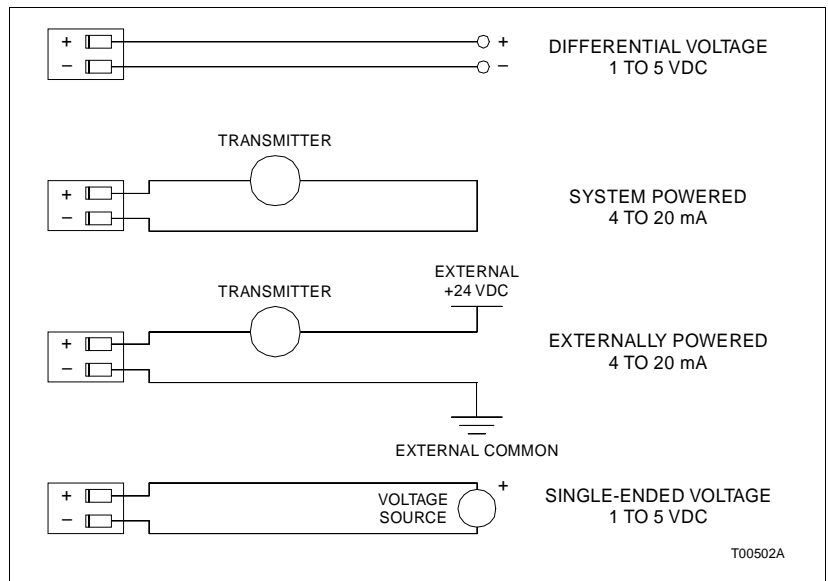 + + DIFFERENTIAL VOLTAGE
– – 1 TO 5 VDC
TRANSMITTER
+ SYSTEM POWERED
– 4 TO 20 mA
EXTERNAL
+24 VDC
TRANSMITTER
+ EXTERNALLY POWERED
– 4 TO 20 mA
EXTERNAL COMMON
+ VOLTAGE + SINGLE-ENDED VOLTAGE
– SOURCE 1 TO 5 VDC
T00502A